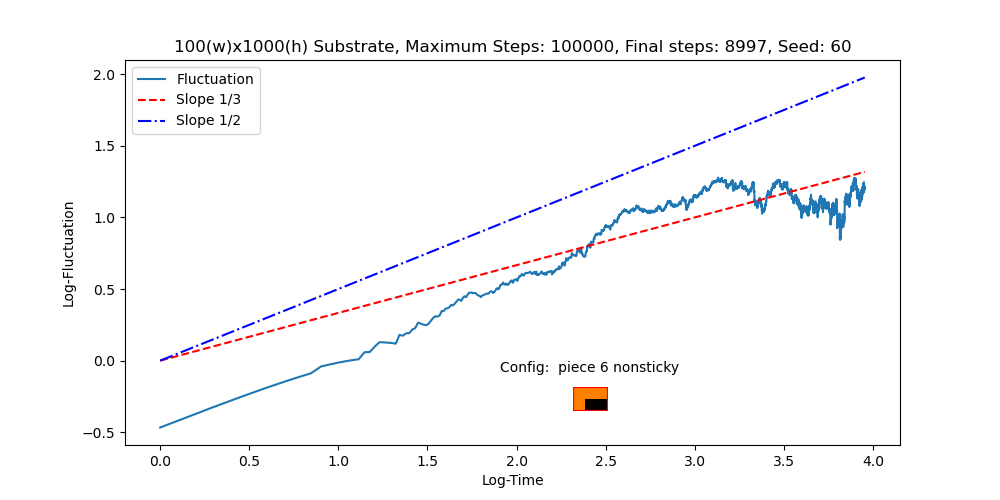 100(w)x1000(h) Substrate, Maximum Steps: 100000, Final steps: 8997, Seed: 60
2.0
1.5
1.0
0.5
0.0
−0.5
Log-Fluctuation
Fluctuation
Slope 1/3
Slope 1/2
Config:  piece 6 nonsticky
0.0 0.5 1.0 1.5 2.0 2.5 3.0 3.5 4.0
Log-Time